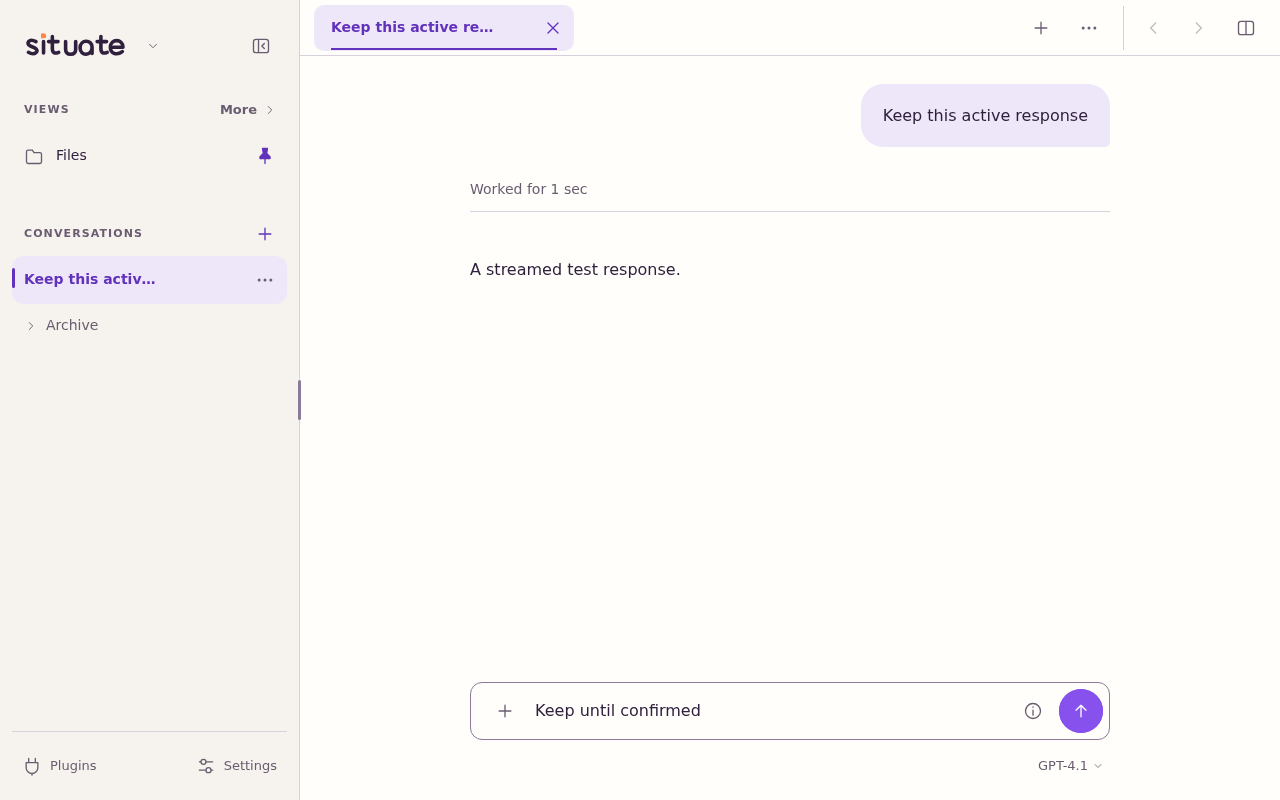 situate
VIEWS
More
Files
CONVERSATIONS
Keep this activ...
Archive
Plugins
Settings
Keep this active re...
Keep this active response
Worked for 1 sec
A streamed test response.
Keep until confirmed
GPT-4.1